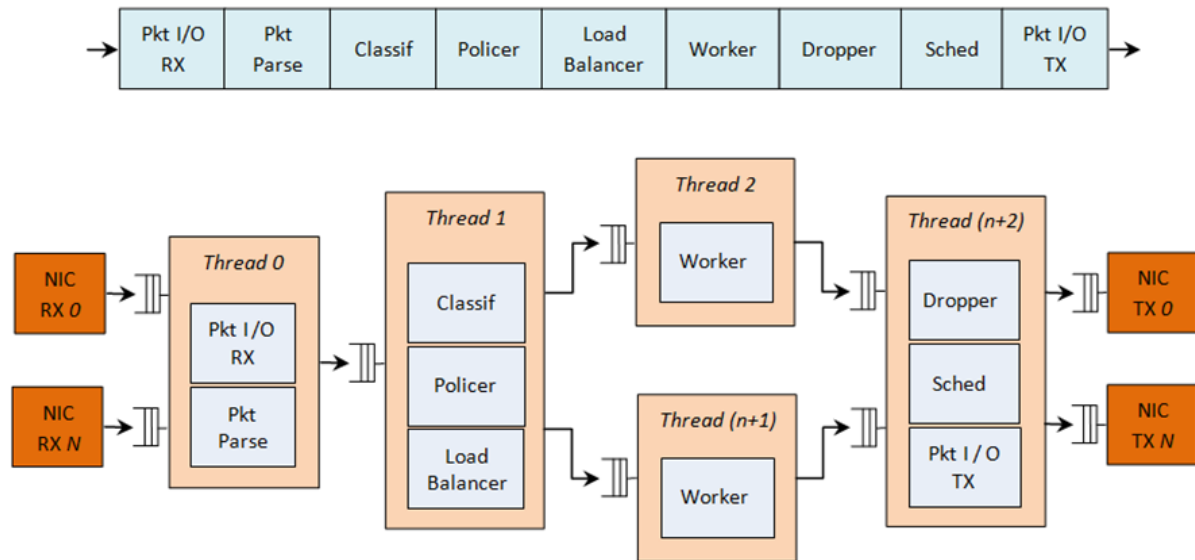 Pkt I/O
RX
Pkt
Parse
Classif
Policer
Load
Balancer
Worker
Dropper
Sched
Pkt I/O
TX
NIC
RX 0
NIC
RX N
Thread 0
Pkt I/O
RX
Pkt
Parse
Thread 1
Classif
Policer
Load
Balancer
Thread 2
Worker
Thread (n+1)
Worker
Thread (n+2)
Dropper
Sched
Pkt I / O
TX
NIC
TX 0
NIC
TX N